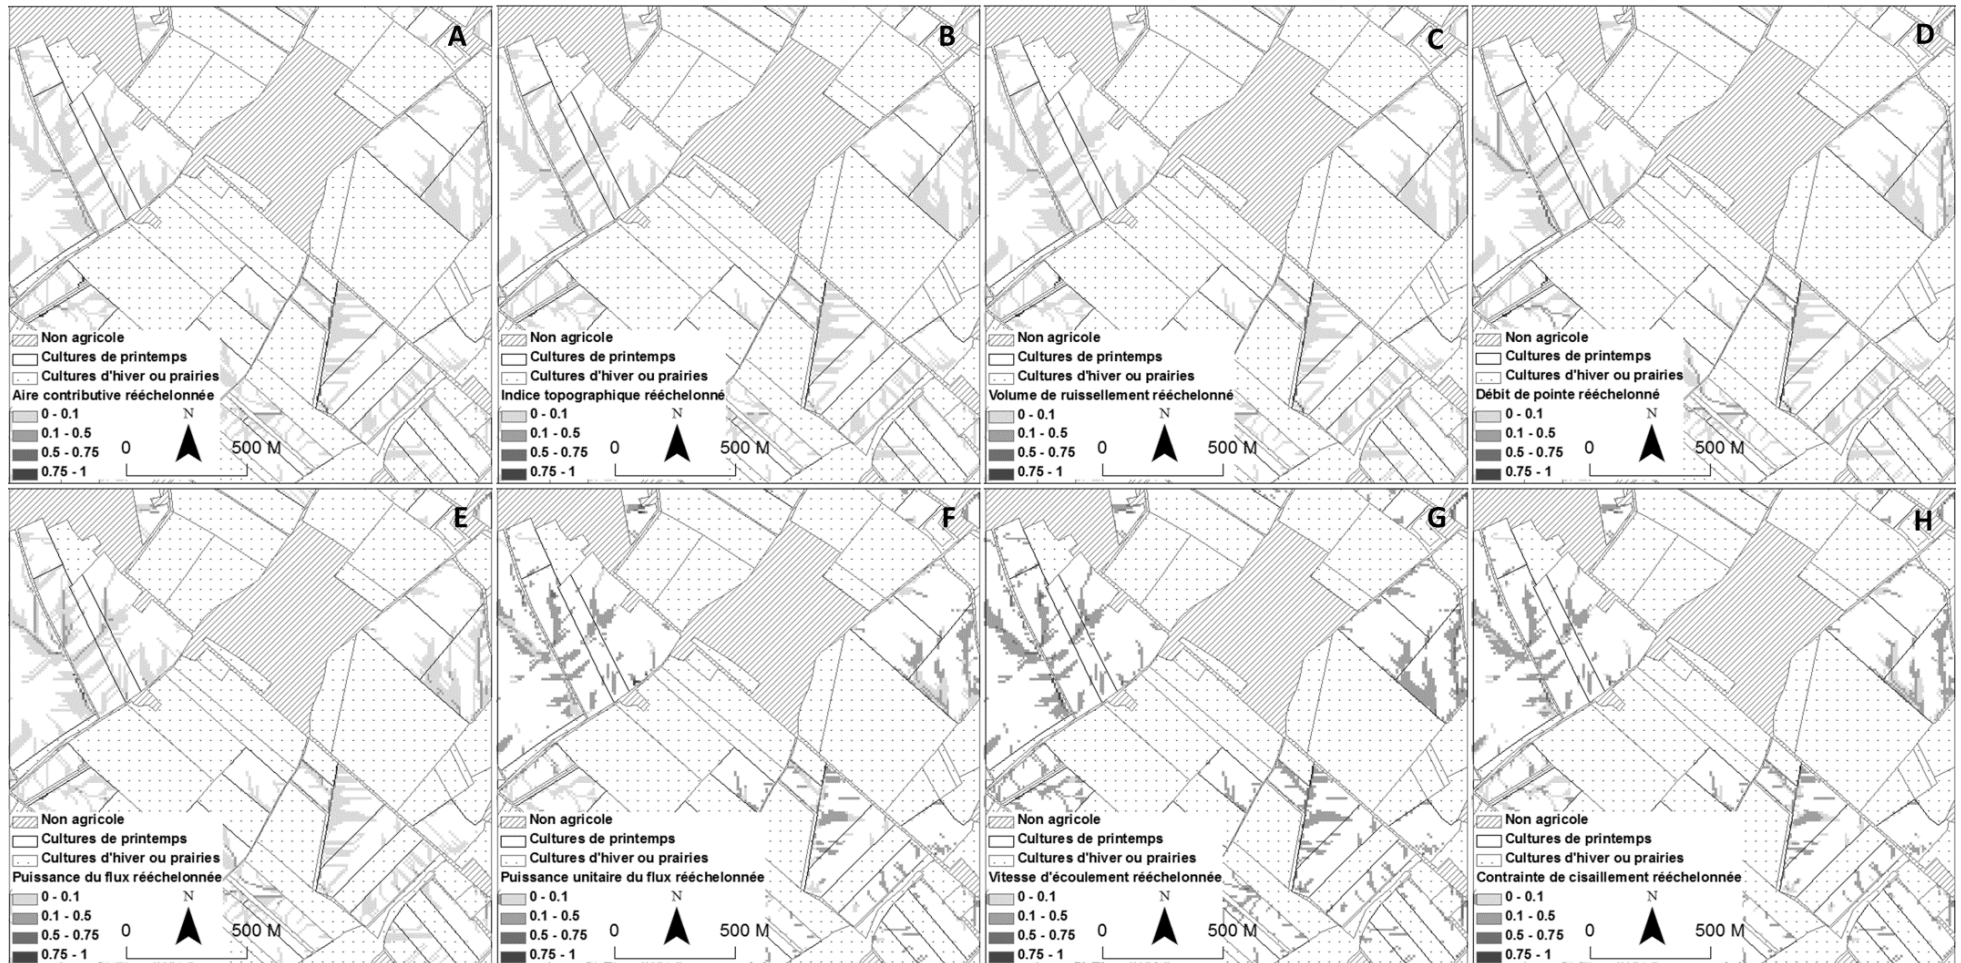 A
Non agricole
Cultures de printemps
Cultures d'hiver ou prairies
Aire contributive rééchelonnée
0 - 0.1
0.1 - 0.5
0.5 - 0.75
0.75 - 1
N
0 500 M
B
Non agricole
Cultures de printemps
Cultures d'hiver ou prairies
Indice topographique rééchelonné
0 - 0.1
0.1 - 0.5
0.5 - 0.75
0.75 - 1
N
0 500 M
C
Non agricole
Cultures de printemps
Cultures d'hiver ou prairies
Volume de ruissellement rééchelonné
0 - 0.1
0.1 - 0.5
0.5 - 0.75
0.75 - 1
N
0 500 M
D
Non agricole
Cultures de printemps
Cultures d'hiver ou prairies
Débit de pointe rééchelonné
0 - 0.1
0.1 - 0.5
0.5 - 0.75
0.75 - 1
N
0 500 M
E
Non agricole
Cultures de printemps
Cultures d'hiver ou prairies
Puissance du flux rééchelonnée
0 - 0.1
0.1 - 0.5
0.5 - 0.75
0.75 - 1
N
0 500 M
F
Non agricole
Cultures de printemps
Cultures d'hiver ou prairies
Puissance unitaire du flux rééchelonnée
0 - 0.1
0.1 - 0.5
0.5 - 0.75
0.75 - 1
N
0 500 M
G
Non agricole
Cultures de printemps
Cultures d'hiver ou prairies
Vitesse d'écoulement rééchelonnée
0 - 0.1
0.1 - 0.5
0.5 - 0.75
0.75 - 1
N
0 500 M
H
Non agricole
Cultures de printemps
Cultures d'hiver ou prairies
Contrainte de cisaillement rééchelonnée
0 - 0.1
0.1 - 0.5
0.5 - 0.75
0.75 - 1
N
0 500 M